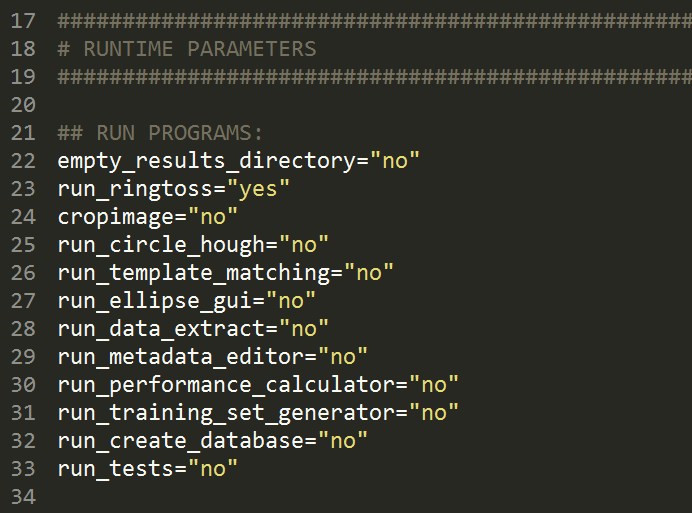 17 #################################################
18 # RUNTIME PARAMETERS
19 #################################################
20
21 ## RUN PROGRAMS:
22 empty_results_directory="no"
23 run_ringtoss="yes"
24 cropimage="no"
25 run_circle_hough="no"
26 run_template_matching="no"
27 run_ellipse_gui="no"
28 run_data_extract="no"
29 run_metadata_editor="no"
30 run_performance_calculator="no"
31 run_training_set_generator="no"
32 run_create_database="no"
33 run_tests="no"
34